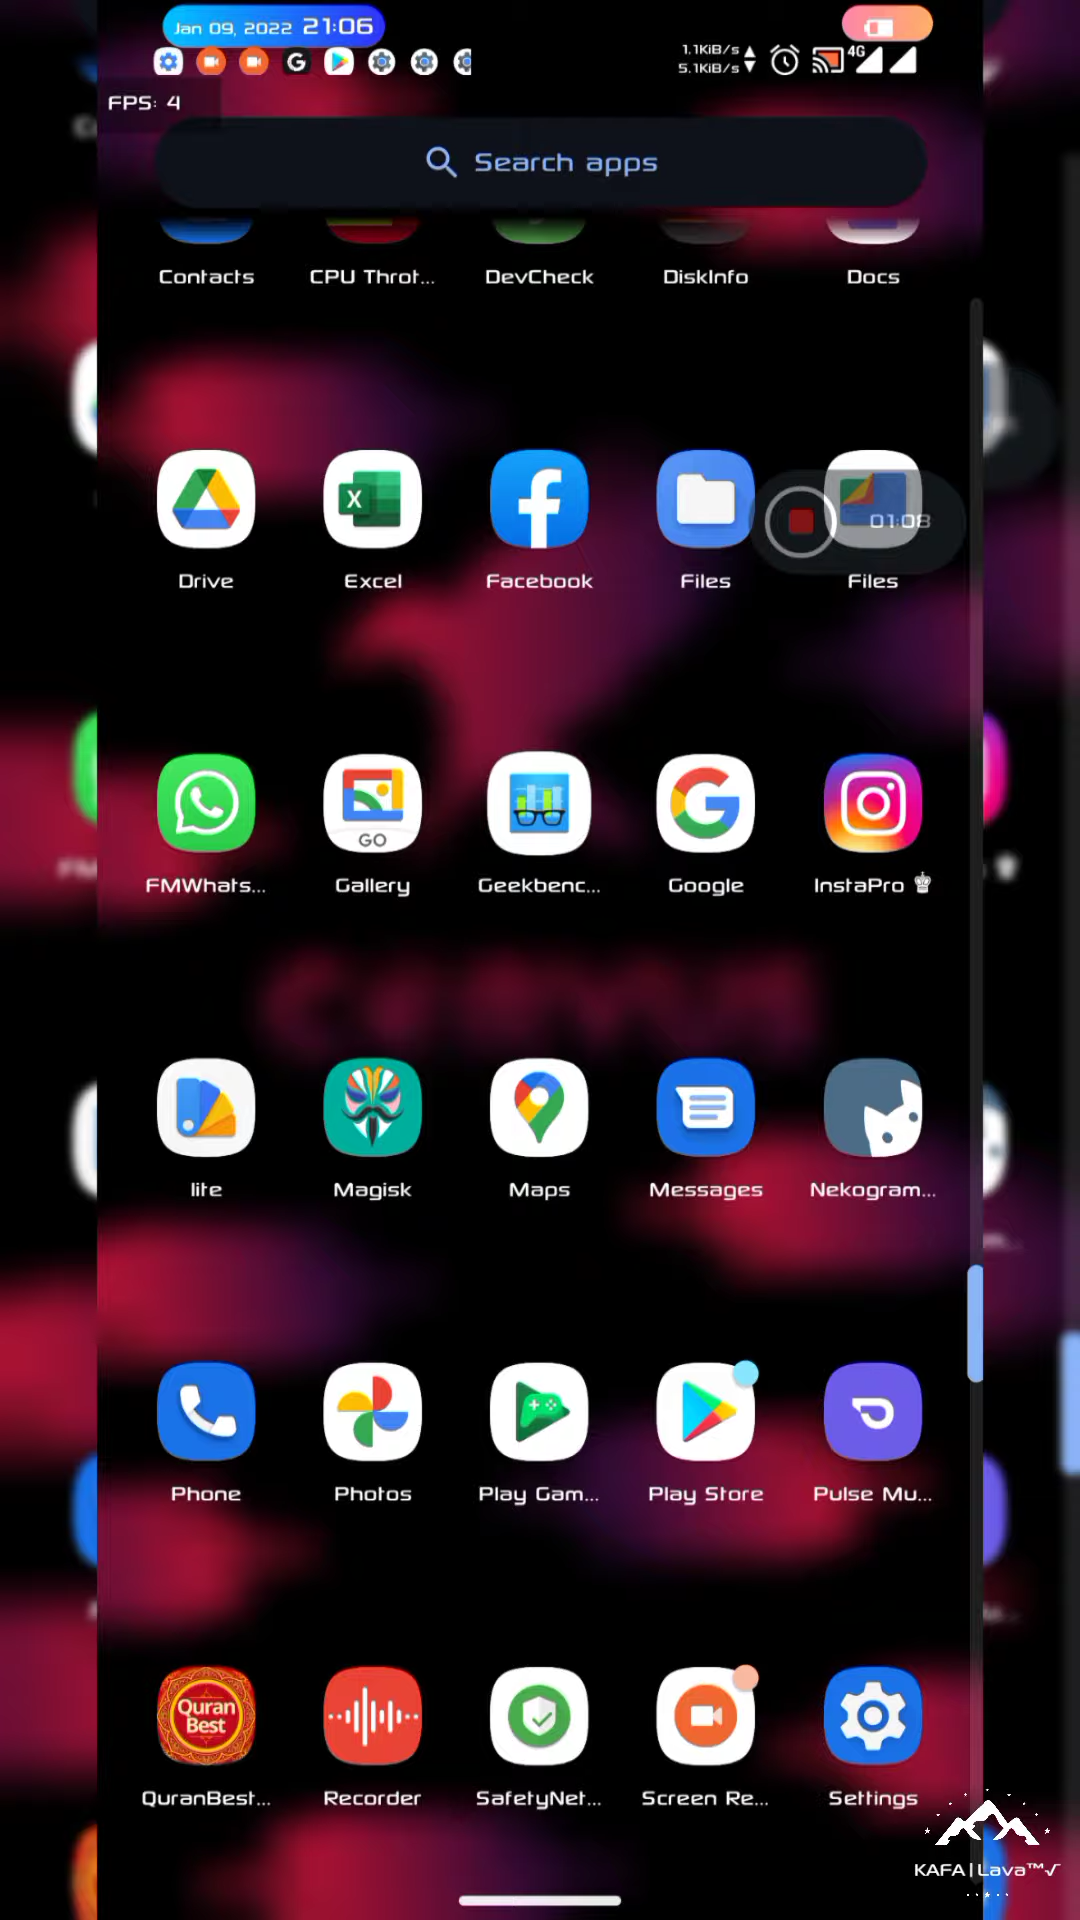 Jan 09, 2022 21:06
1.1KiB/s
5.1KiB/s
4G
FPS: 4
Search apps
Contacts CPU Throt... DevCheck DiskInfo Docs
01:08
Drive Excel Facebook Files Files
GO
FMWhats... Gallery Geekbenc... Google InstaPro
lite Magisk Maps Messages Nekogram...
Phone Photos Play Gam... Play Store Pulse Mu...
Quran
Best
QuranBest... Recorder SafetyNet... Screen Re... Settings
KAFA|Lava™√